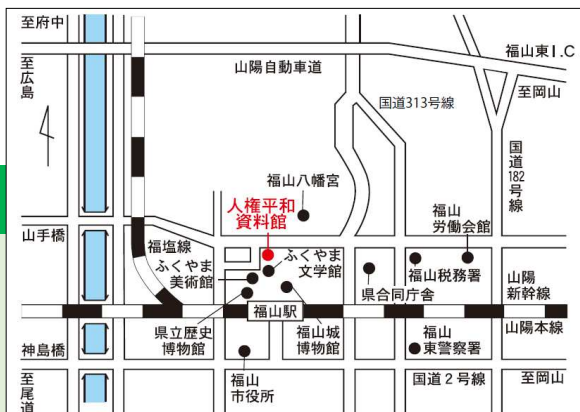 至府中
至広島
山陽自動車道
福山東I.C
至岡山
国道313号線
国道182号線
福山八幡宮
人権平和
資料館
福山
労働会館
山手橋
福塩線
ふくやま
文学館
ふくやま
美術館
県合同庁舎
福山税務署
山陽
新幹線
福山駅
山陽本線
県立歴史
博物館
福山城
博物館
福山
東警察署
神島橋
福山
市役所
国道2号線
至岡山
至尾道